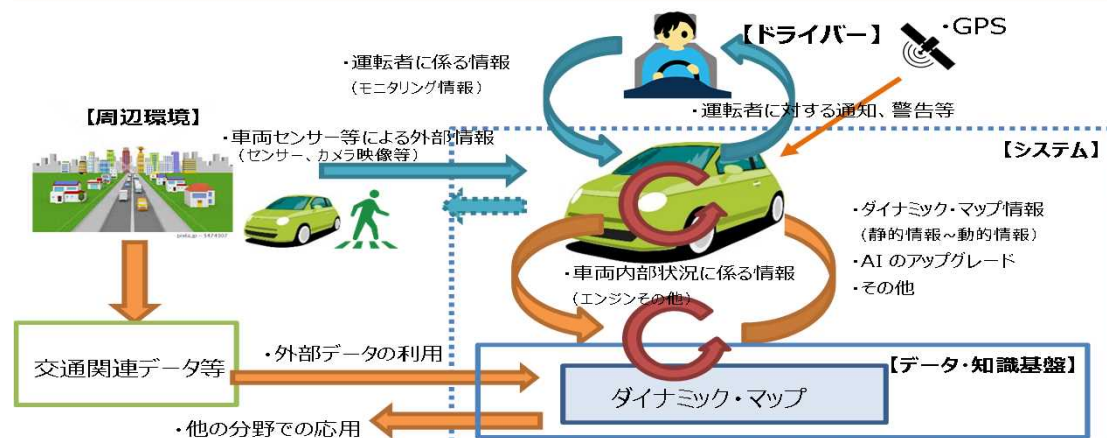 【ドライバー】
・GPS
・運転者に係る情報
（モニタリング情報）
・運転者に対する通知、警告等
【周辺環境】
・車両センサー等による外部情報
（センサー、カメラ映像等）
【システム】
・ダイナミック・マップ情報
（静的情報～動的情報）
・AIのアップグレード
・その他
・車両内部状況に係る情報
（エンジンその他）
交通関連データ等
・外部データの利用
【データ・知識基盤】
ダイナミック・マップ
・他の分野での応用